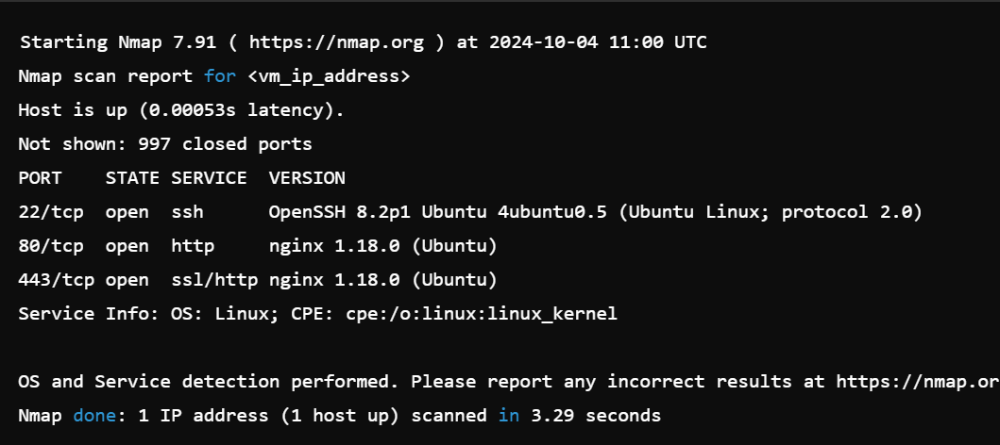 Starting Nmap 7.91 ( https://nmap.org ) at 2024-10-04 11:00 UTC
Nmap scan report for <vm_ip_address>
Host is up (0.00053s latency).
Not shown: 997 closed ports
PORT    STATE SERVICE  VERSION
22/tcp  open  ssh      OpenSSH 8.2p1 Ubuntu 4ubuntu0.5 (Ubuntu Linux; protocol 2.0)
80/tcp  open  http     nginx 1.18.0 (Ubuntu)
443/tcp open  ssl/http nginx 1.18.0 (Ubuntu)
Service Info: OS: Linux; CPE: cpe:/o:linux:linux_kernel
OS and Service detection performed. Please report any incorrect results at https://nmap.or
Nmap done: 1 IP address (1 host up) scanned in 3.29 seconds